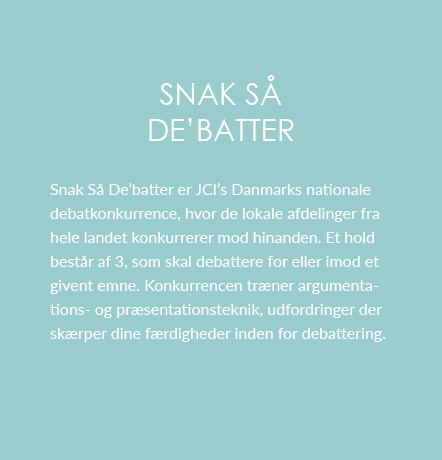 SNAK SÅ
DE’BATTER
Snak Så De’batter er JCI’s Danmarks nationale
debatkonkurrence, hvor de lokale afdelinger fra
hele landet konkurrerer mod hinanden. Et hold
består af 3, som skal debattere for eller imod et
givent emne. Konkurrencen træner argumenta-
tions- og præsentationsteknik, udfordringer der
skærper dine færdigheder inden for debattering.